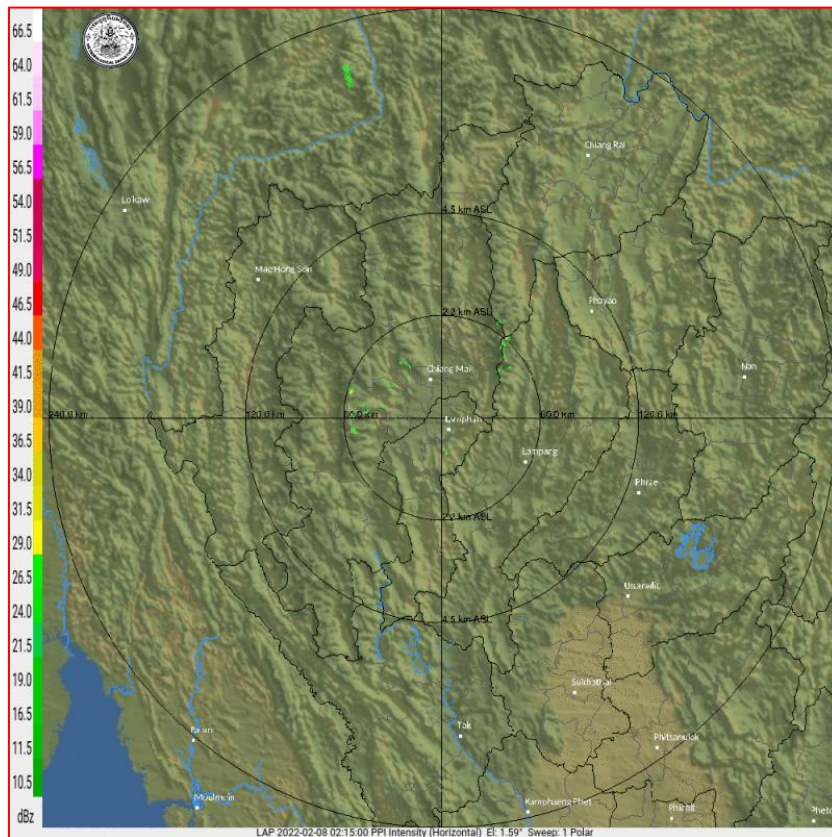 66.5
64.0
61.5
59.0
56.5
54.0
51.5
49.0
46.5
44.0
41.5
39.0
36.5
34.0
31.5
29.0
26.5
24.0
21.5
19.0
16.5
14.0
11.5
10.5
dBz
Chiang Rai
Loikaw
4.5 km ASL
Mae Hong Son
Phayao
2.2 km ASL
Nan
Chiang Mai
240.0 km
120.0 km
60.0 km
60.0 km
120.0 km
Lamphun
Lampang
Phrae
2.2 km ASL
Uttaradit
4.5 km ASL
Sukhothai
Tak
Phitsanulok
Moulmein
Kamphaeng Phet
Phichit
LAP 2022-02-08 02:15:00 PPI Intensity (Horizontal) El: 1.59° Sweep: 1 Polar